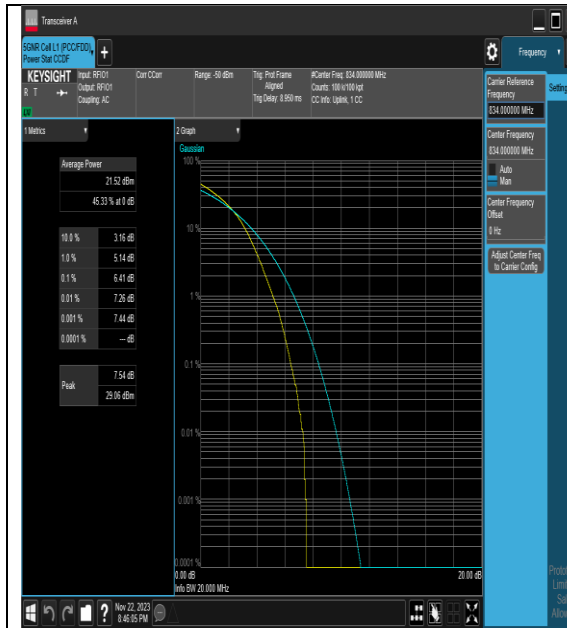 Transceiver A
5GNR Cell L1 (PCC/FDD),
Power Stat CCDF
+
Frequency
KEYSIGHT
R T
Input: RFIO1
Output: RFIO1
Coupling: AC
Corr CCorr
Range: -50 dBm
Trig: Prot Frame
Aligned
Trig Delay: 8.950 ms
#Center Freq: 834.000000 MHz
Counts: 100 k/100 kpt
CC Info: Uplink, 1 CC
1 Metrics
2 Graph
Average Power
21.52 dBm
45.33 % at 0 dB
10.0 % 3.16 dB
1.0 % 5.14 dB
0.1 % 6.41 dB
0.01 % 7.26 dB
0.001 % 7.44 dB
0.0001 % --- dB
Peak
7.54 dB
29.06 dBm
Gaussian
100 %
10 %
1 %
0.1 %
0.01 %
0.001 %
0.0001 %
0.00 dB
20.00 dB
Info BW 20.000 MHz
Carrier Reference
Frequency
834.000000 MHz
Center Frequency
834.000000 MHz
Auto
Man
Center Frequency
Offset
0 Hz
Adjust Center Freq
to Carrier Config
Setting
Proto
Limi
Sa
Allow
?
Nov 22, 2023
8:46:05 PM